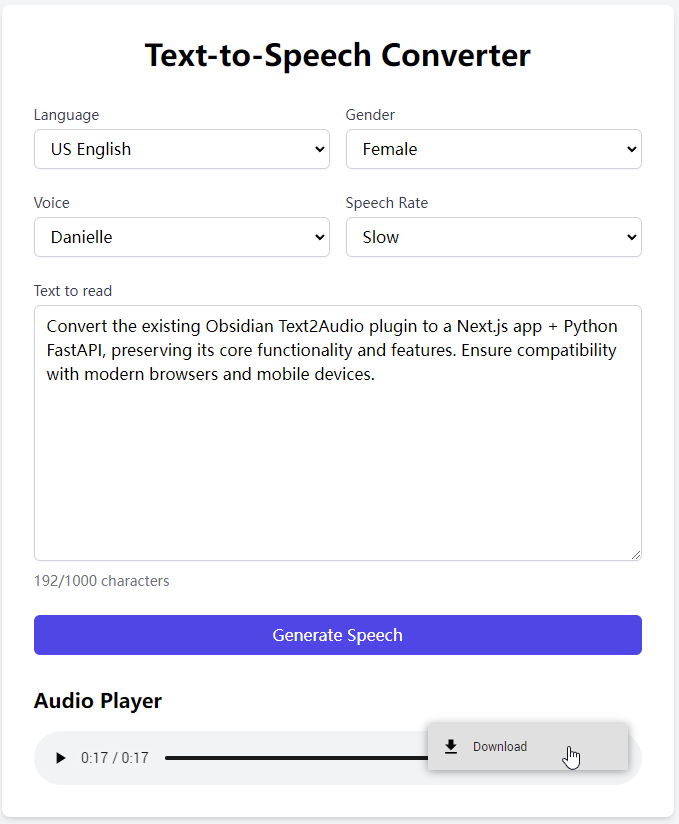 Text-to-Speech Converter
Language
Gender
US English
Female
Voice
Speech Rate
Danielle
Slow
Text to read
Convert the existing Obsidian Text2Audio plugin to a Next.js app + Python
FastAPI, preserving its core functionality and features. Ensure compatibility
with modern browsers and mobile devices.
192/1000 characters
Generate Speech
Audio Player
0:17 / 0:17
Download